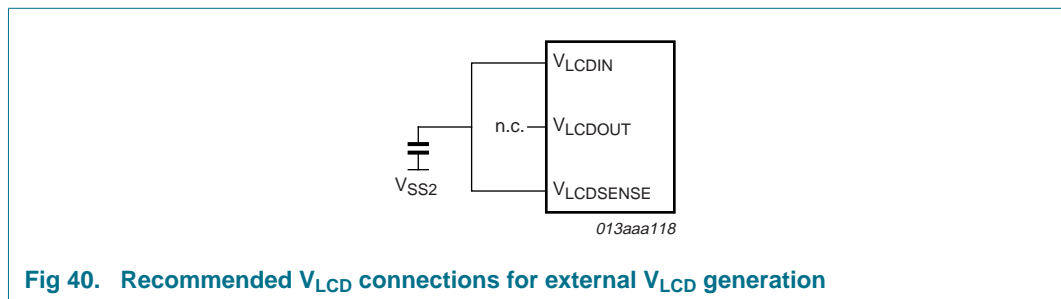 VLCDIN
n.c. VLCDOUT
VSS2
VLCDSENSE
013aaa118
Fig 40. Recommended VLCD connections for external VLCD generation